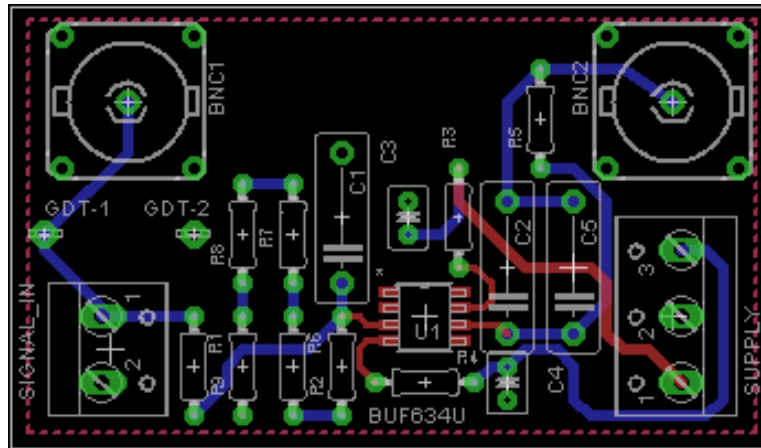 BNC1
BNC2
R3
R5
C3
C1
GDT-1
GDT-2
R8
R7
C2
C5
3
*
SIGNAL_IN
1
2
R1
R9
R6
R2
U1
R4
C4
2
1
SUPPLY
BUF634U